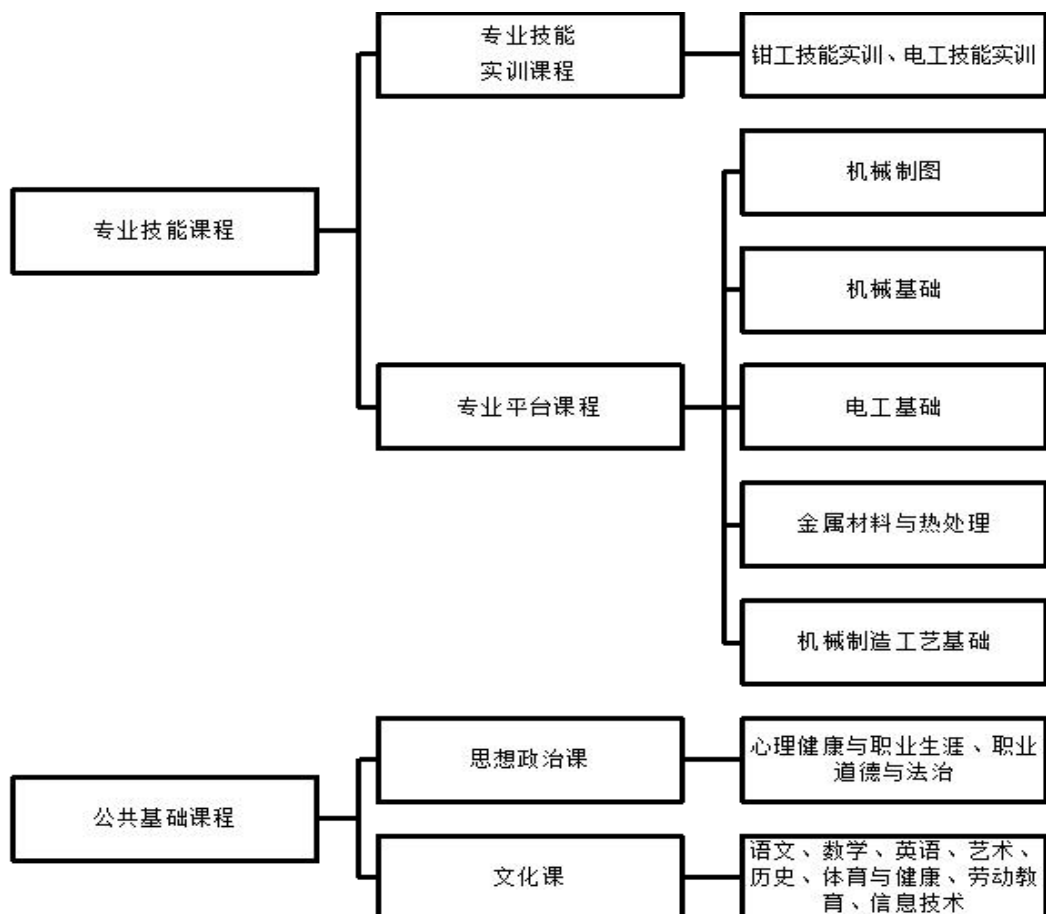 专业技能
实训课程
钳工技能实训、电工技能实训
机械制图
专业技能课程
机械基础
专业平台课程
电工基础
金属材料与热处理
机械制造工艺基础
思想政治课
心理健康与职业生涯、职业
道德与法治
公共基础课程
文化课
语文、数学、英语、艺术、
历史、体育与健康、劳动教
育、信息技术